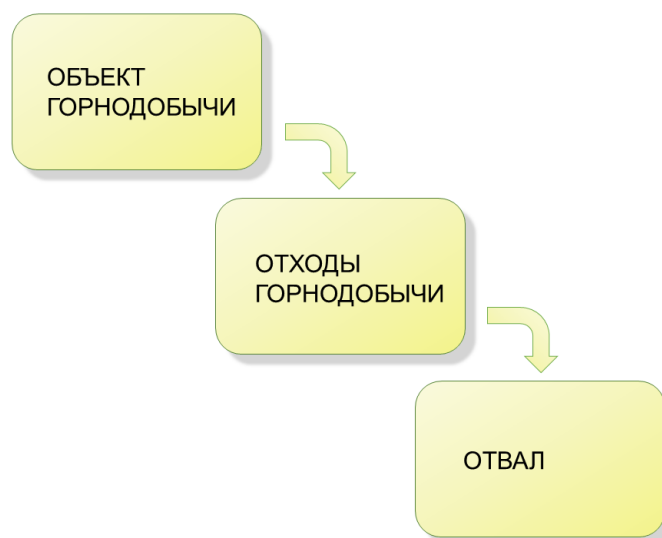 ОБЪЕКТ
ГОРНОДОБЫЧИ
ОТХОДЫ
ГОРНОДОБЫЧИ
ОТВАЛ